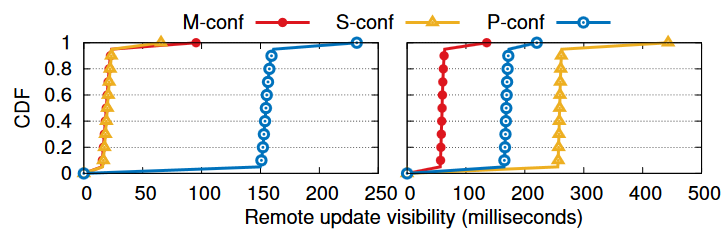 M-conf S-conf P-conf
CDF
1
0.8
0.6
0.4
0.2
0
0 50 100 150 200 250
0 100 200 300 400 500
Remote update visibility (milliseconds)